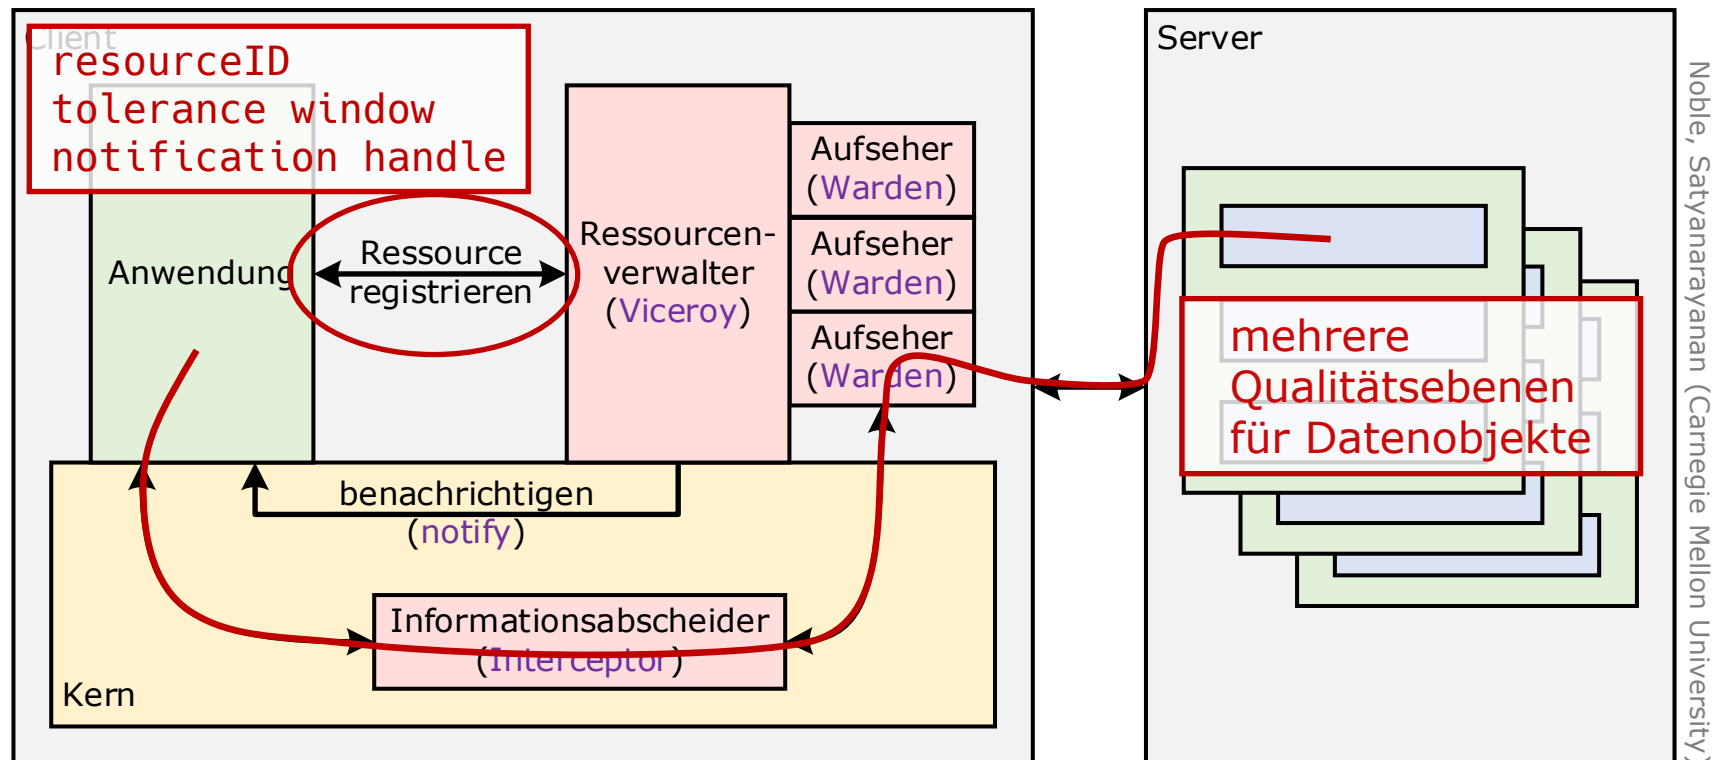 Client
resourceID
tolerance window
notification handle
Anwendung
Ressource
registrieren
Ressourcen-
verwalter
(Viceroy)
Aufseher
(Warden)
Aufseher
(Warden)
Aufseher
(Warden)
benachrichtigen
(notify)
Informationsabscheider
(Interceptor)
Kern
Server
mehrere
Qualitätsebenen
für Datenobjekte
Noble, Satyanarayanan (Carnegie Mellon University)